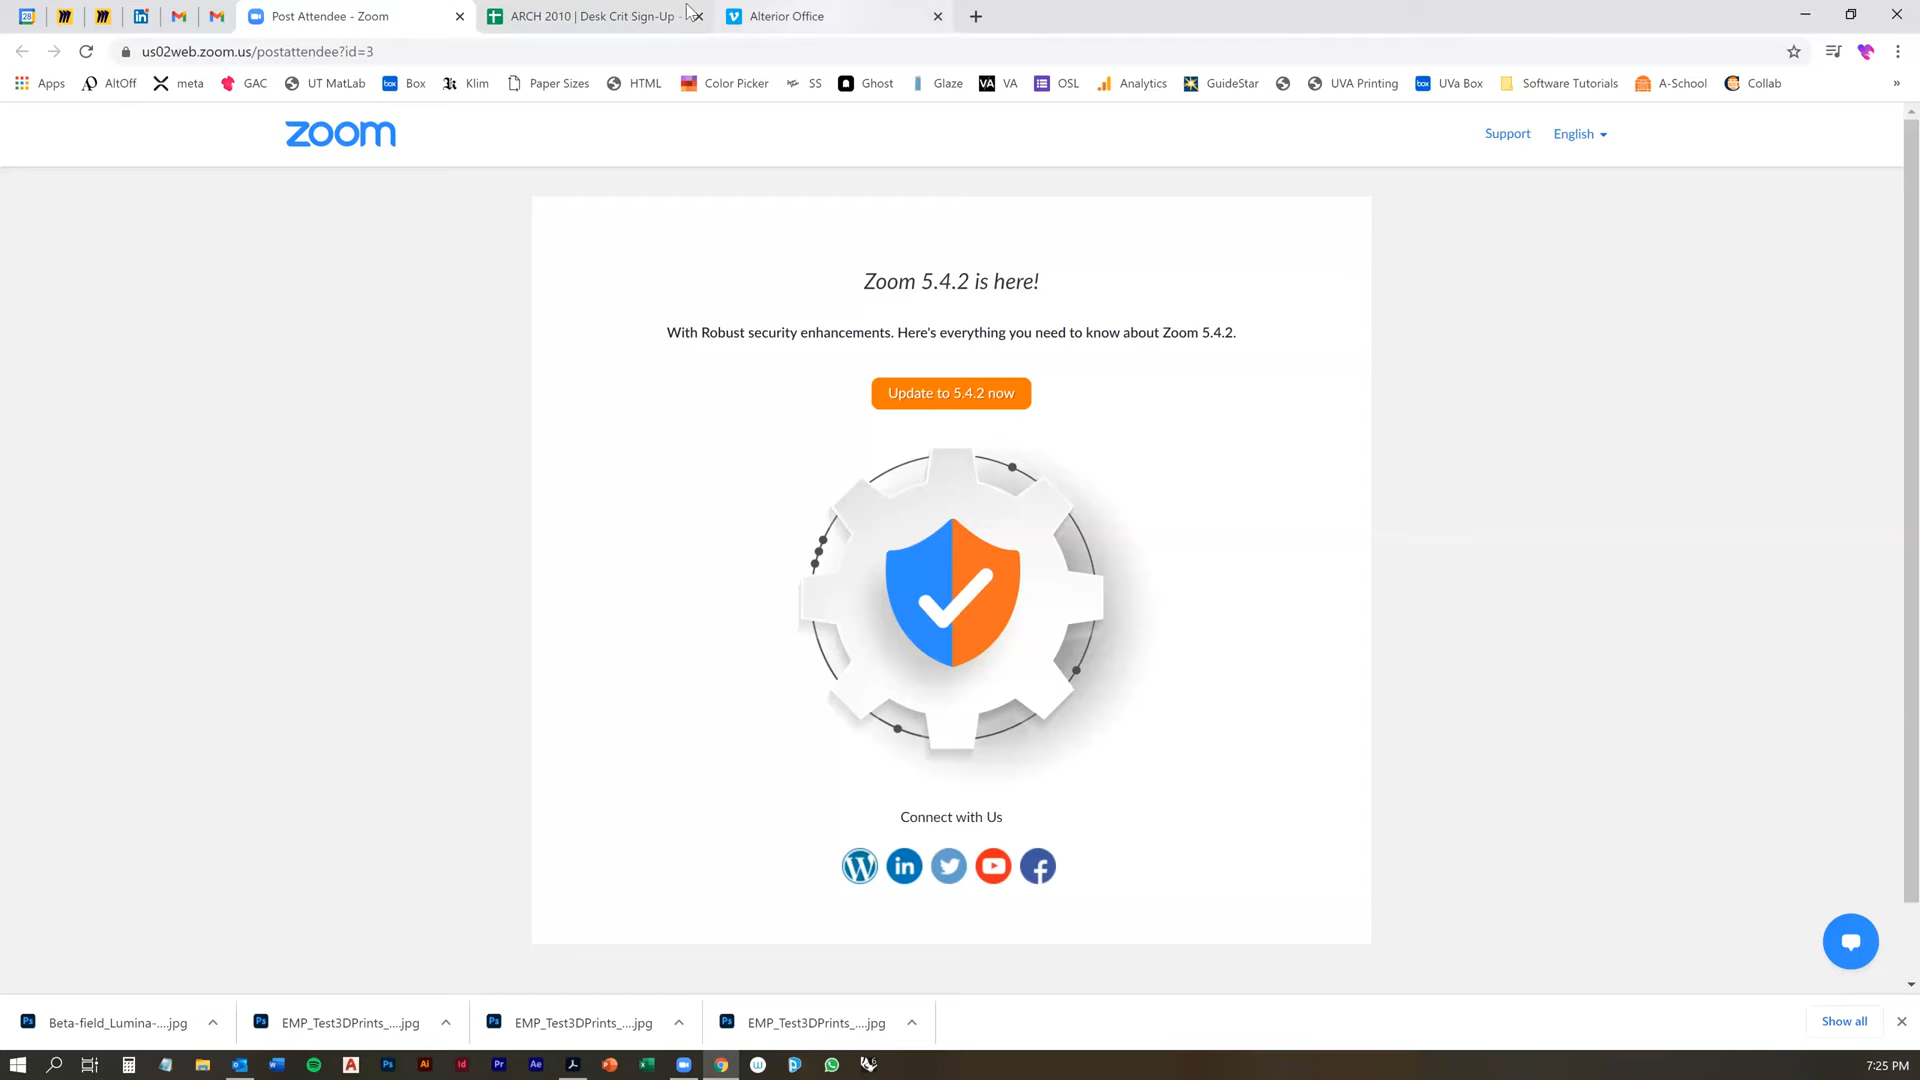 Post Attendee - Zoom
ARCH 2010 | Desk Crit Sign-Up -
Alterior Office
us02web.zoom.us/postattendee?id=3
Apps
AltOff
meta
GAC
UT MatLab
Box
Klim
Paper Sizes
HTML
Color Picker
SS
Ghost
Glaze
VA
OSL
Analytics
GuideStar
UVA Printing
UVa Box
Software Tutorials
A-School
Collab
zoom
Support
English
Zoom 5.4.2 is here!
With Robust security enhancements. Here's everything you need to know about Zoom 5.4.2.
Update to 5.4.2 now
Connect with Us
Beta-field_Lumina-....jpg
EMP_Test3DPrints_....jpg
EMP_Test3DPrints_....jpg
EMP_Test3DPrints_....jpg
Show all
7:25 PM